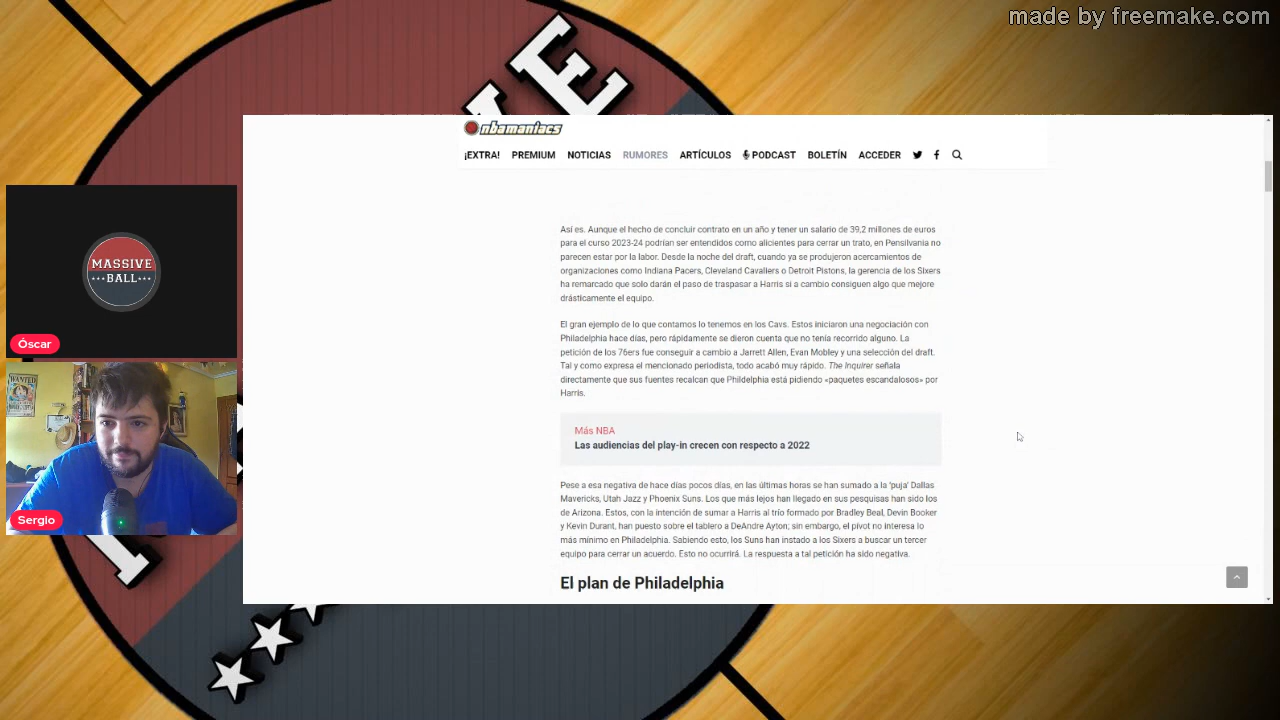 made by freemake.com
E
nbamaniacs
¡EXTRA! PREMIUM NOTICIAS RUMORES ARTÍCULOS PODCAST BOLETÍN ACCEDER
Así es. Aunque el hecho de concluir contrato en un año y tener un salario de 39,2 millones de euros
para el curso 2023-24 podrían ser entendidos como alicientes para cerrar un trato, en Pensilvania no
parecen estar por la labor. Desde la noche del draft, cuando ya se produjeron acercamientos de
organizaciones como Indiana Pacers, Cleveland Cavaliers o Detroit Pistons, la gerencia de los Sixers
ha remarcado que solo darán el paso de traspasar a Harris si a cambio consiguen algo que mejore
drásticamente el equipo.
El gran ejemplo de lo que contamos lo tenemos en los Cavs. Estos iniciaron una negociación con
Philadelphia hace días, pero rápidamente se dieron cuenta que no tenía recorrido alguno. La
petición de los 76ers fue conseguir a cambio a Jarrett Allen, Evan Mobley y una selección del draft.
Tal y como expresa el mencionado periodista, todo acabó muy rápido. The Inquirer señala
directamente que sus fuentes recalcan que Phildelphia está pidiendo «paquetes escandalosos» por
Harris.
Más NBA
Las audiencias del play-in crecen con respecto a 2022
Pese a esa negativa de hace días pocos días, en las últimas horas se han sumado a la 'puja' Dallas
Mavericks, Utah Jazz y Phoenix Suns. Los que más lejos han llegado en sus pesquisas han sido los
de Arizona. Estos, con la intención de sumar a Harris al trío formado por Bradley Beal, Devin Booker
y Kevin Durant, han puesto sobre el tablero a DeAndre Ayton; sin embargo, el pívot no interesa lo
más mínimo en Philadelphia. Sabiendo esto, los Suns han instado a los Sixers a buscar un tercer
equipo para cerrar un acuerdo. Esto no ocurrirá. La respuesta a tal petición ha sido negativa.
El plan de Philadelphia
MASSIVE
BALL
Óscar
WANTED
Sergio